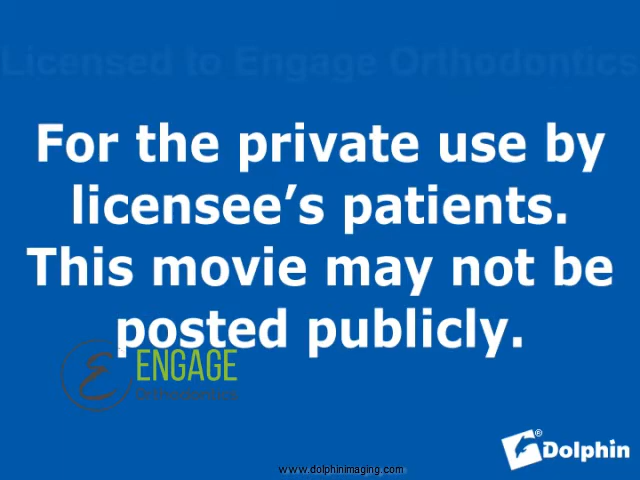 Licensed to Engage Orthodontics
For the private use by
licensee’s patients.
This movie may not be
posted publicly.
ENGAGE
Orthodontics
Dolphin®
www.dolphinimaging.com